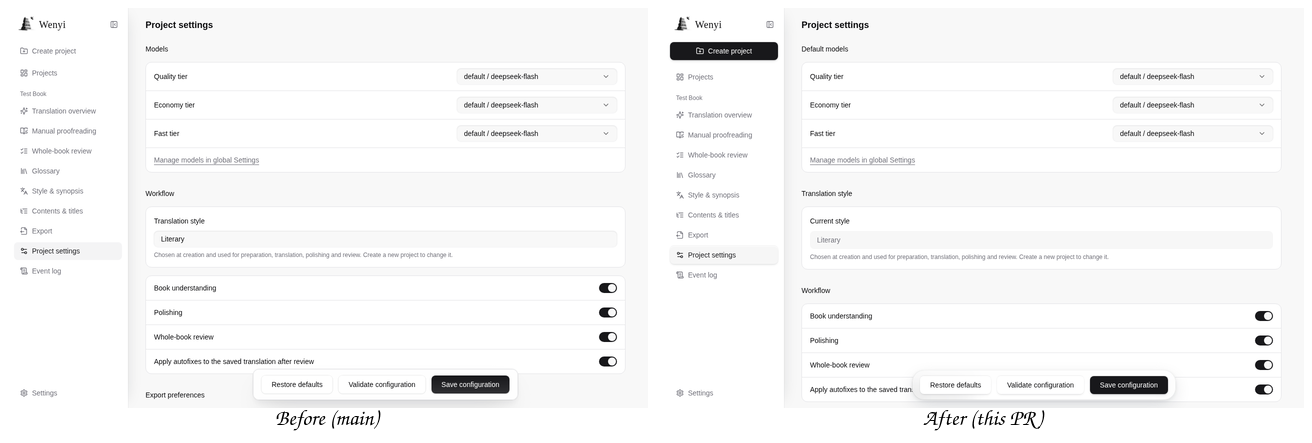 Wenyi
Create project
Projects
Test Book
Translation overview
Manual proofreading
Whole-book review
Glossary
Style & synopsis
Contents & titles
Export
Project settings
Event log
Settings
Project settings
Models
Quality tier
default / deepseek-flash
Economy tier
default / deepseek-flash
Fast tier
default / deepseek-flash
Manage models in global Settings
Workflow
Translation style
Literary
Chosen at creation and used for preparation, translation, polishing and review. Create a new project to change it.
Book understanding
Polishing
Whole-book review
Apply autofixes to the saved translation after review
Restore defaults
Validate configuration
Save configuration
Export preferences
Before (main)
Wenyi
Create project
Projects
Test Book
Translation overview
Manual proofreading
Whole-book review
Glossary
Style & synopsis
Contents & titles
Export
Project settings
Event log
Settings
Project settings
Default models
Quality tier
default / deepseek-flash
Economy tier
default / deepseek-flash
Fast tier
default / deepseek-flash
Manage models in global Settings
Translation style
Current style
Literary
Chosen at creation and used for preparation, translation, polishing and review. Create a new project to change it.
Workflow
Book understanding
Polishing
Whole-book review
Apply autofixes to the saved
Restore defaults
Validate configuration
Save configuration
After (this PR)